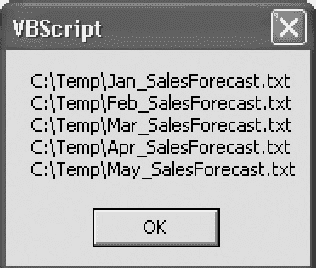 VBScript
C:\Temp\Jan_SalesForecast.txt
C:\Temp\Feb_SalesForecast.txt
C:\Temp\Mar_SalesForecast.txt
C:\Temp\Apr_SalesForecast.txt
C:\Temp\May_SalesForecast.txt
OK